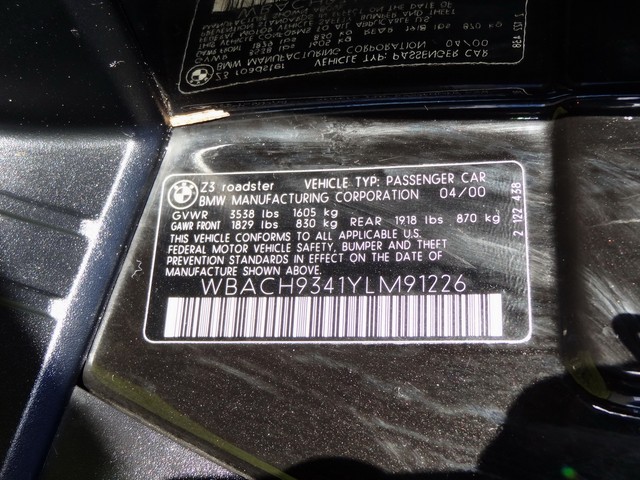 Z3 roadster VEHICLE TYP: PASSENGER CAR
BMW MANUFACTURING CORPORATION 04/00
GVWR 3538 lbs 1605 kg
GAWR FRONT 1829 lbs 830 kg REAR 1918 lbs 870 kg
THIS VEHICLE CONFORMS TO ALL APPLICABLE U.S.
FEDERAL MOTOR VEHICLE SAFETY, BUMPER AND THEFT
PREVENTION STANDARDS IN EFFECT ON THE DATE OF
MANUFACTURE SHOWN ABOVE.
WBACH9341YLM91226
2 122 438